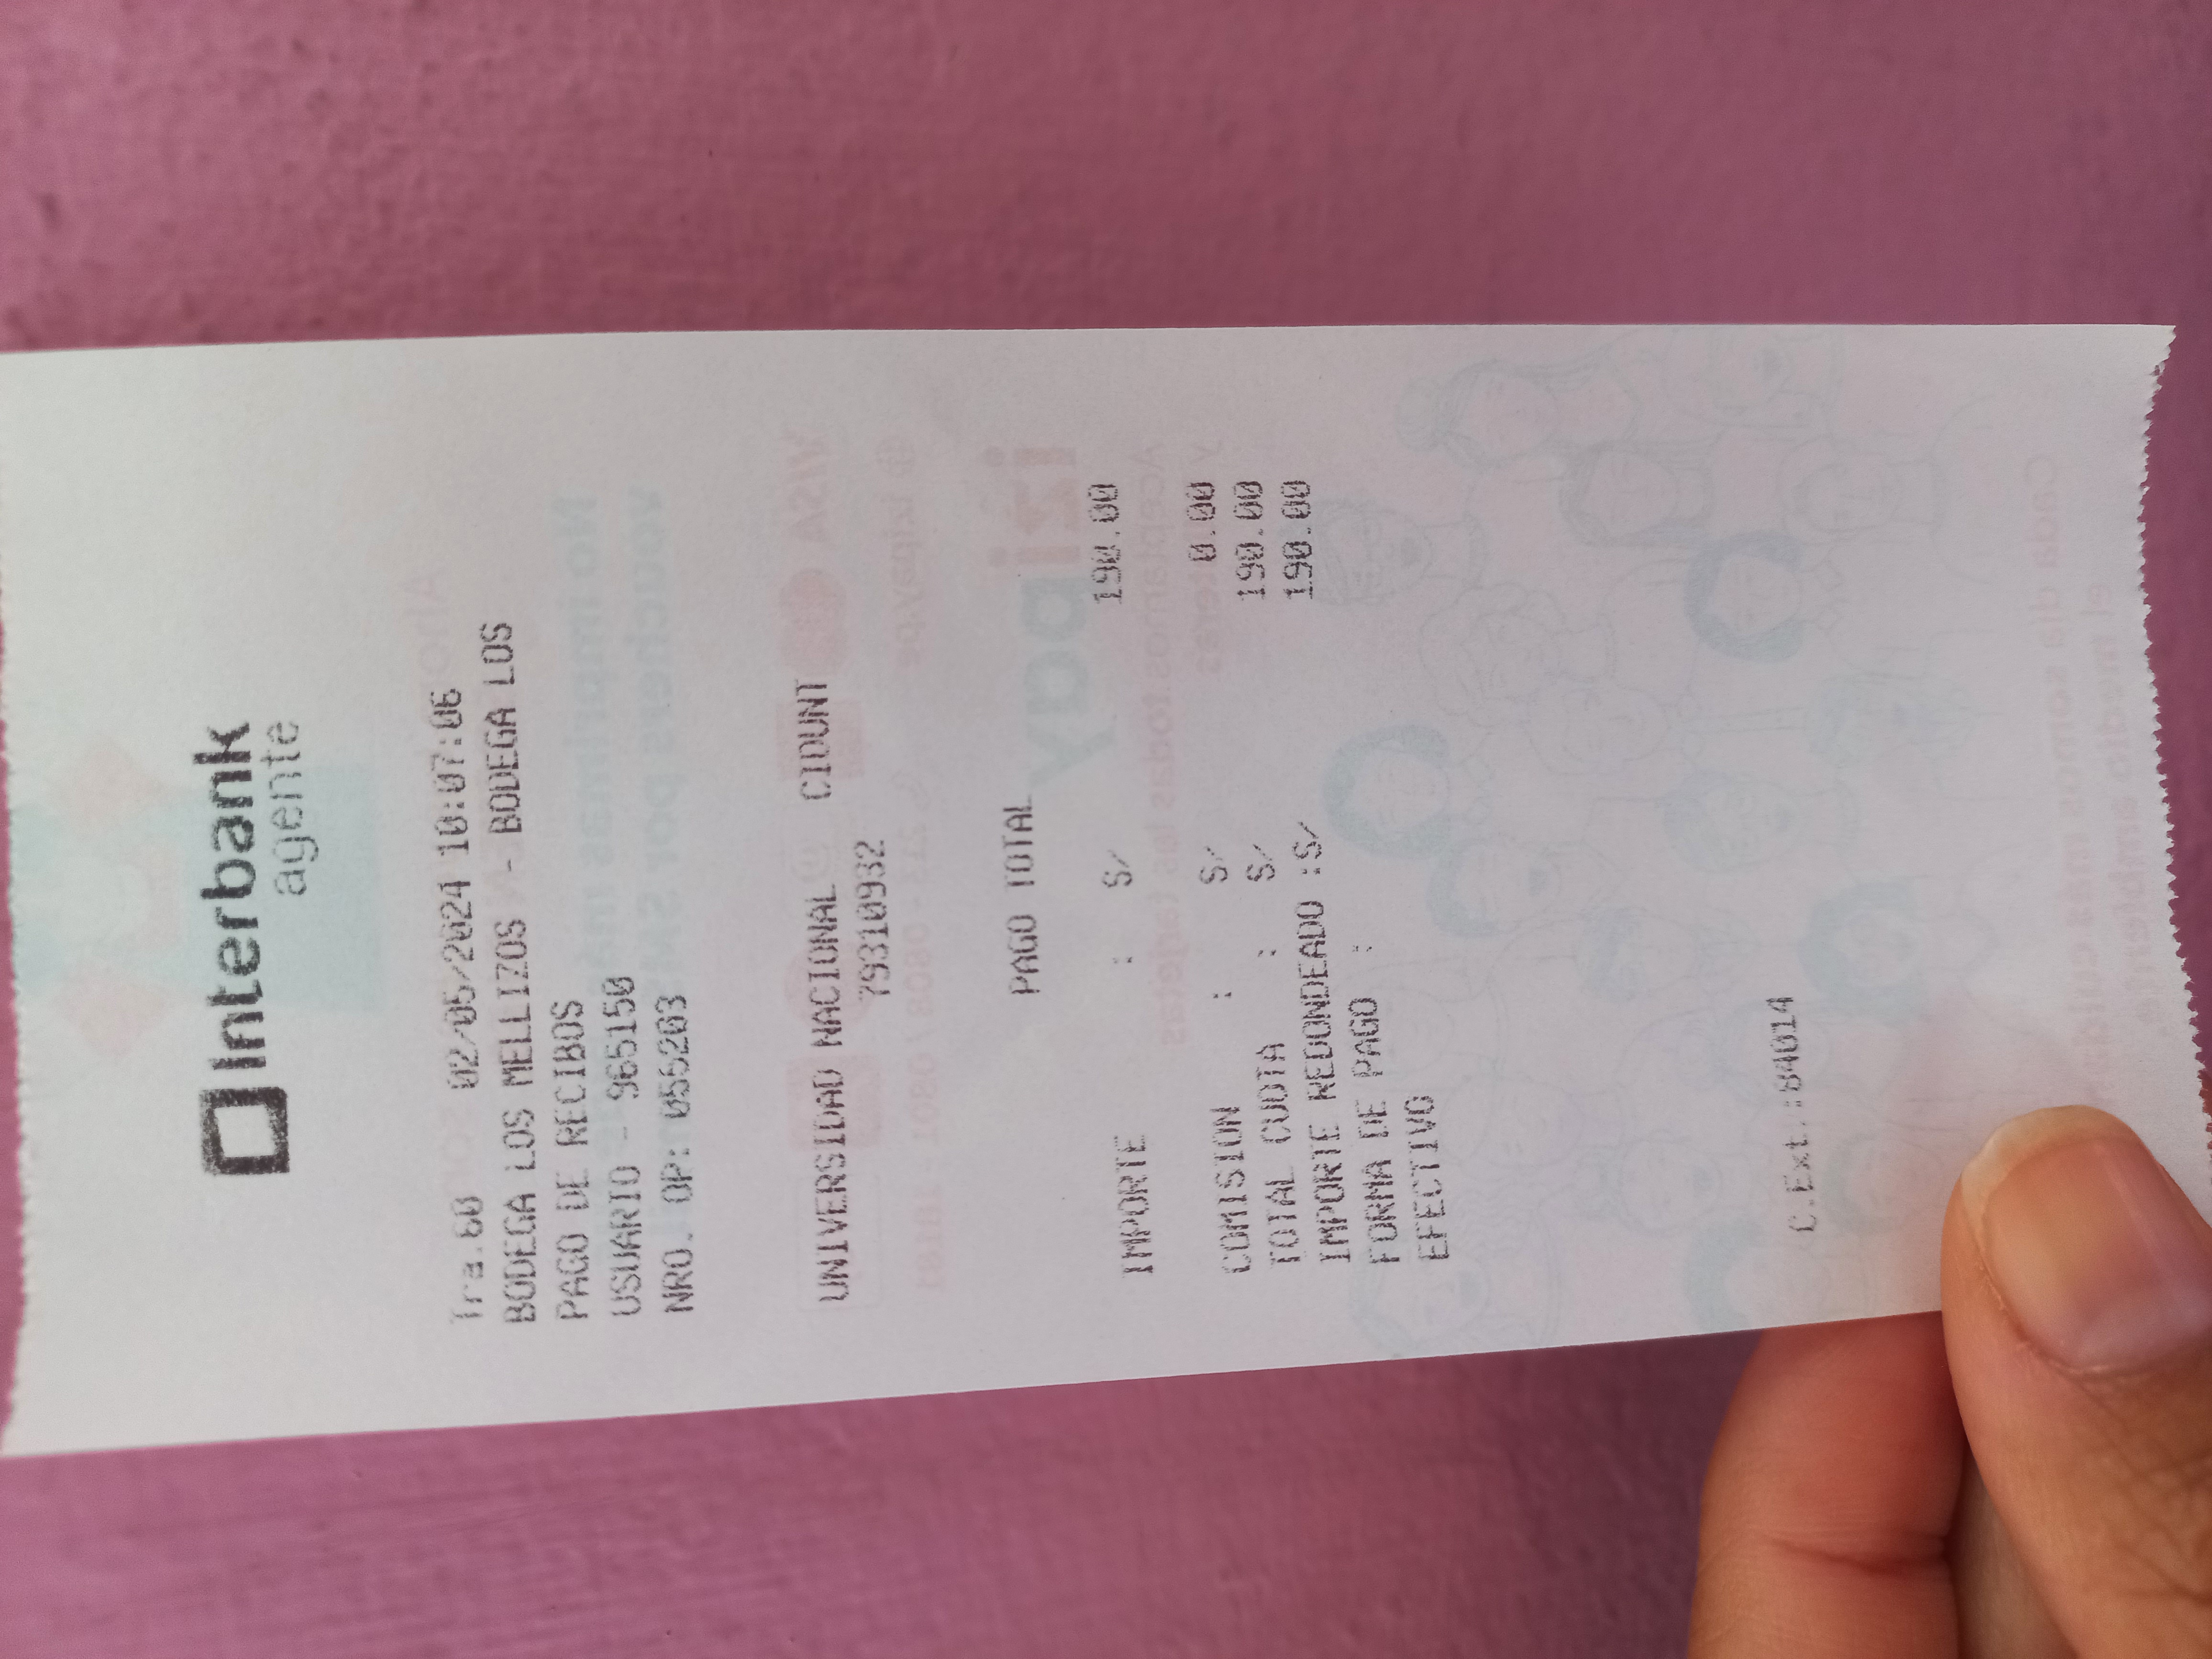 Interbank
agente
Tra.60 02/05/2024 10:07:06
BODEGA LOS MELLIZOS - BODEGA LOS
PAGO DE RECIBOS
USUARIO - 965150
NRO. OP: 055203
UNIVERSIDAD NACIONAL CIDUNT
79310932
PAGO TOTAL
IMPORTE : S/ 190.00
COMISION : S/ 0.00
TOTAL CUOTA : S/ 190.00
IMPORTE REDONDEADO :S/ 190.00
FORMA DE PAGO :
EFECTIVO
C.Ext.:84014